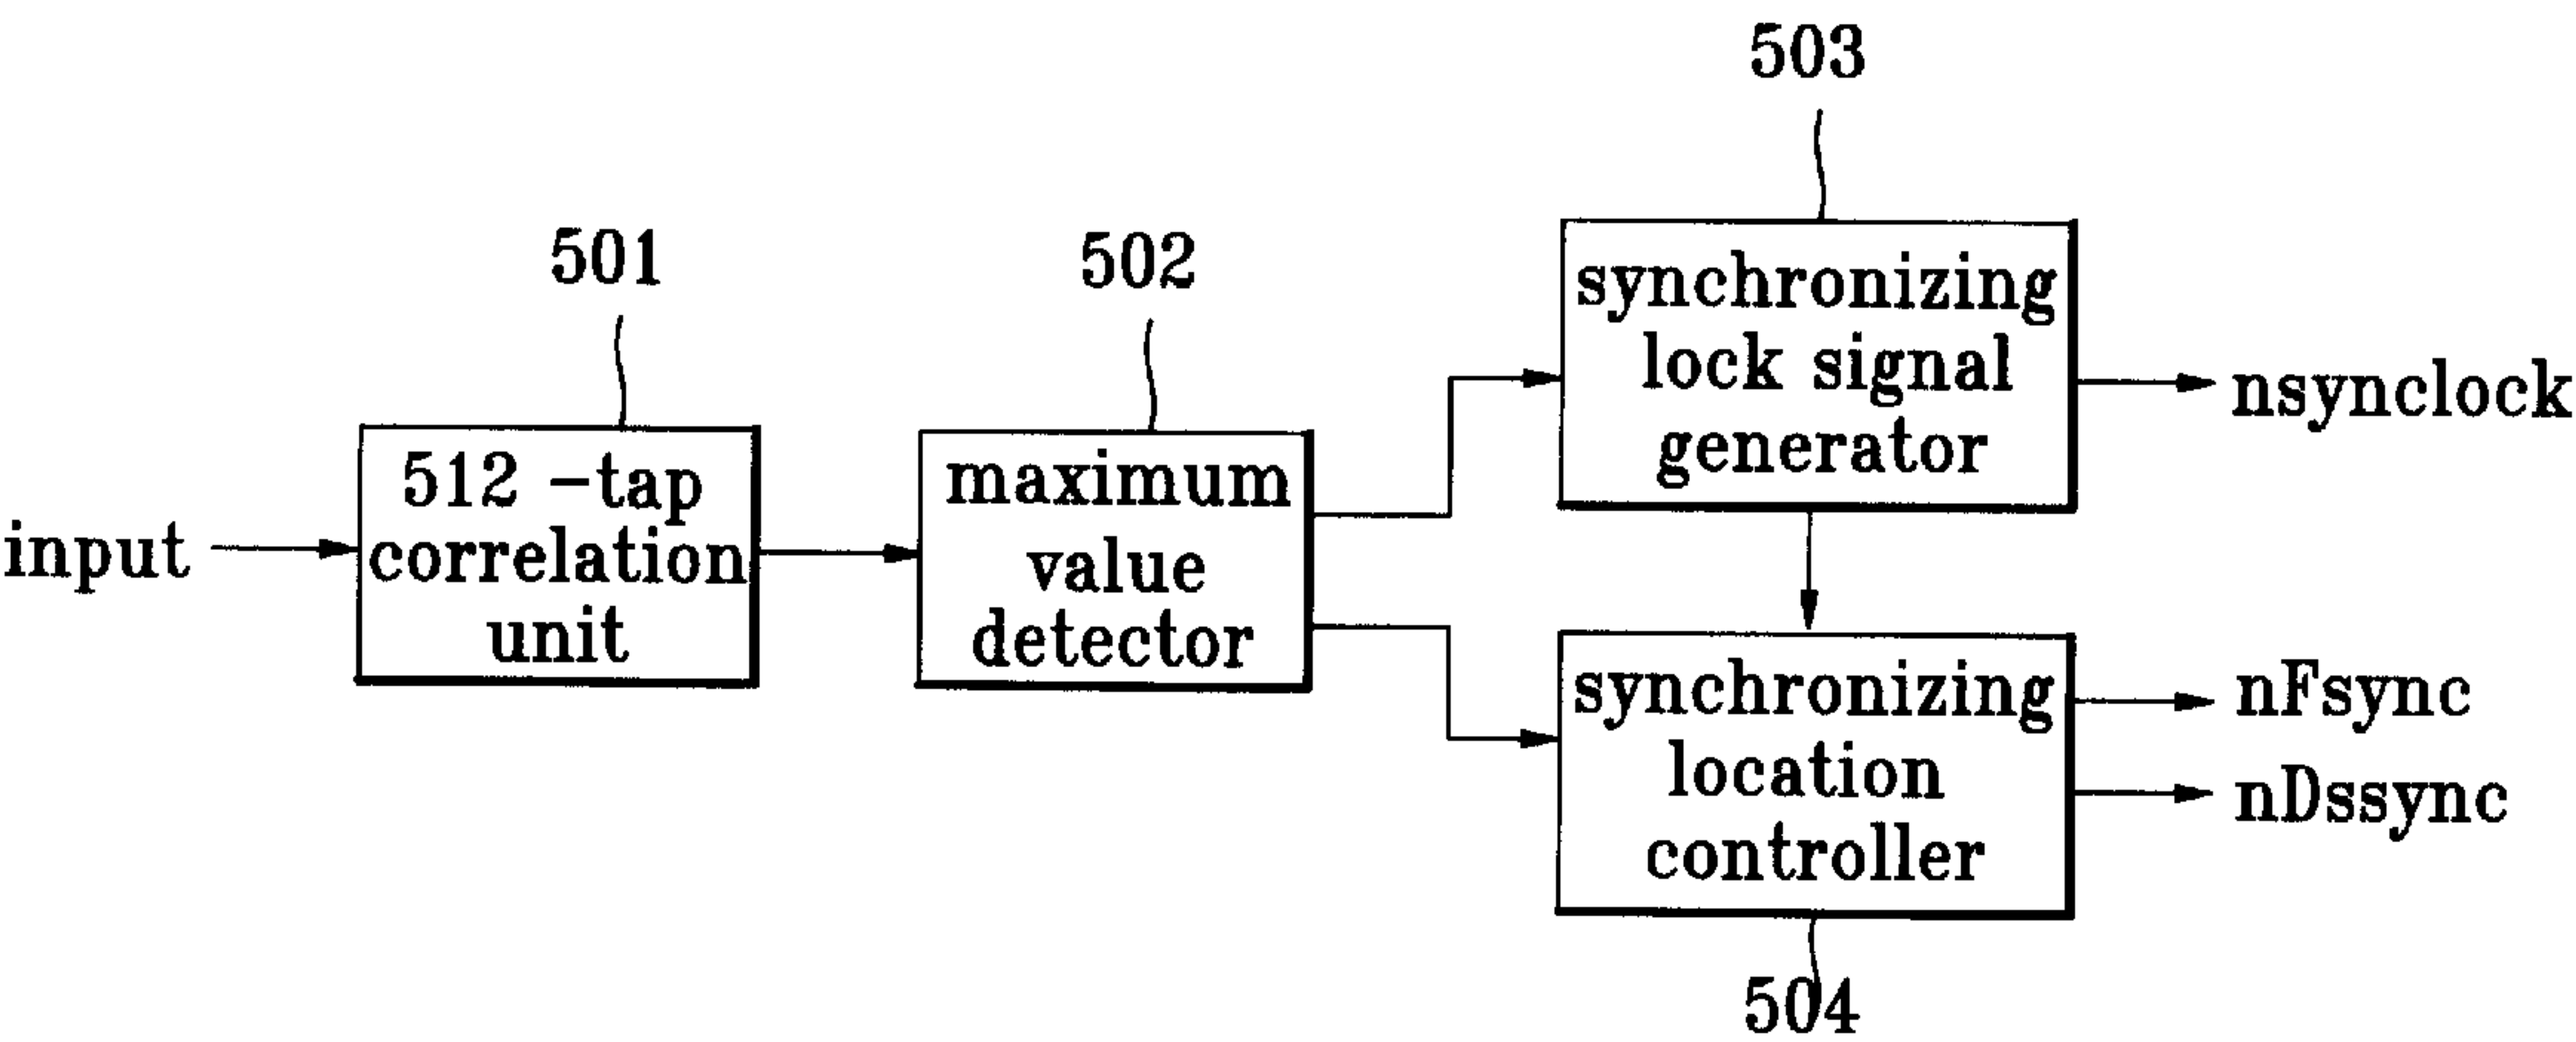 503
501
502
synchronizing
lock signal
generator
nsynclock
512 -tap
correlation
unit
input
maximum
value
detector
synchronizing
location
controller
nFsync
nDssync
504